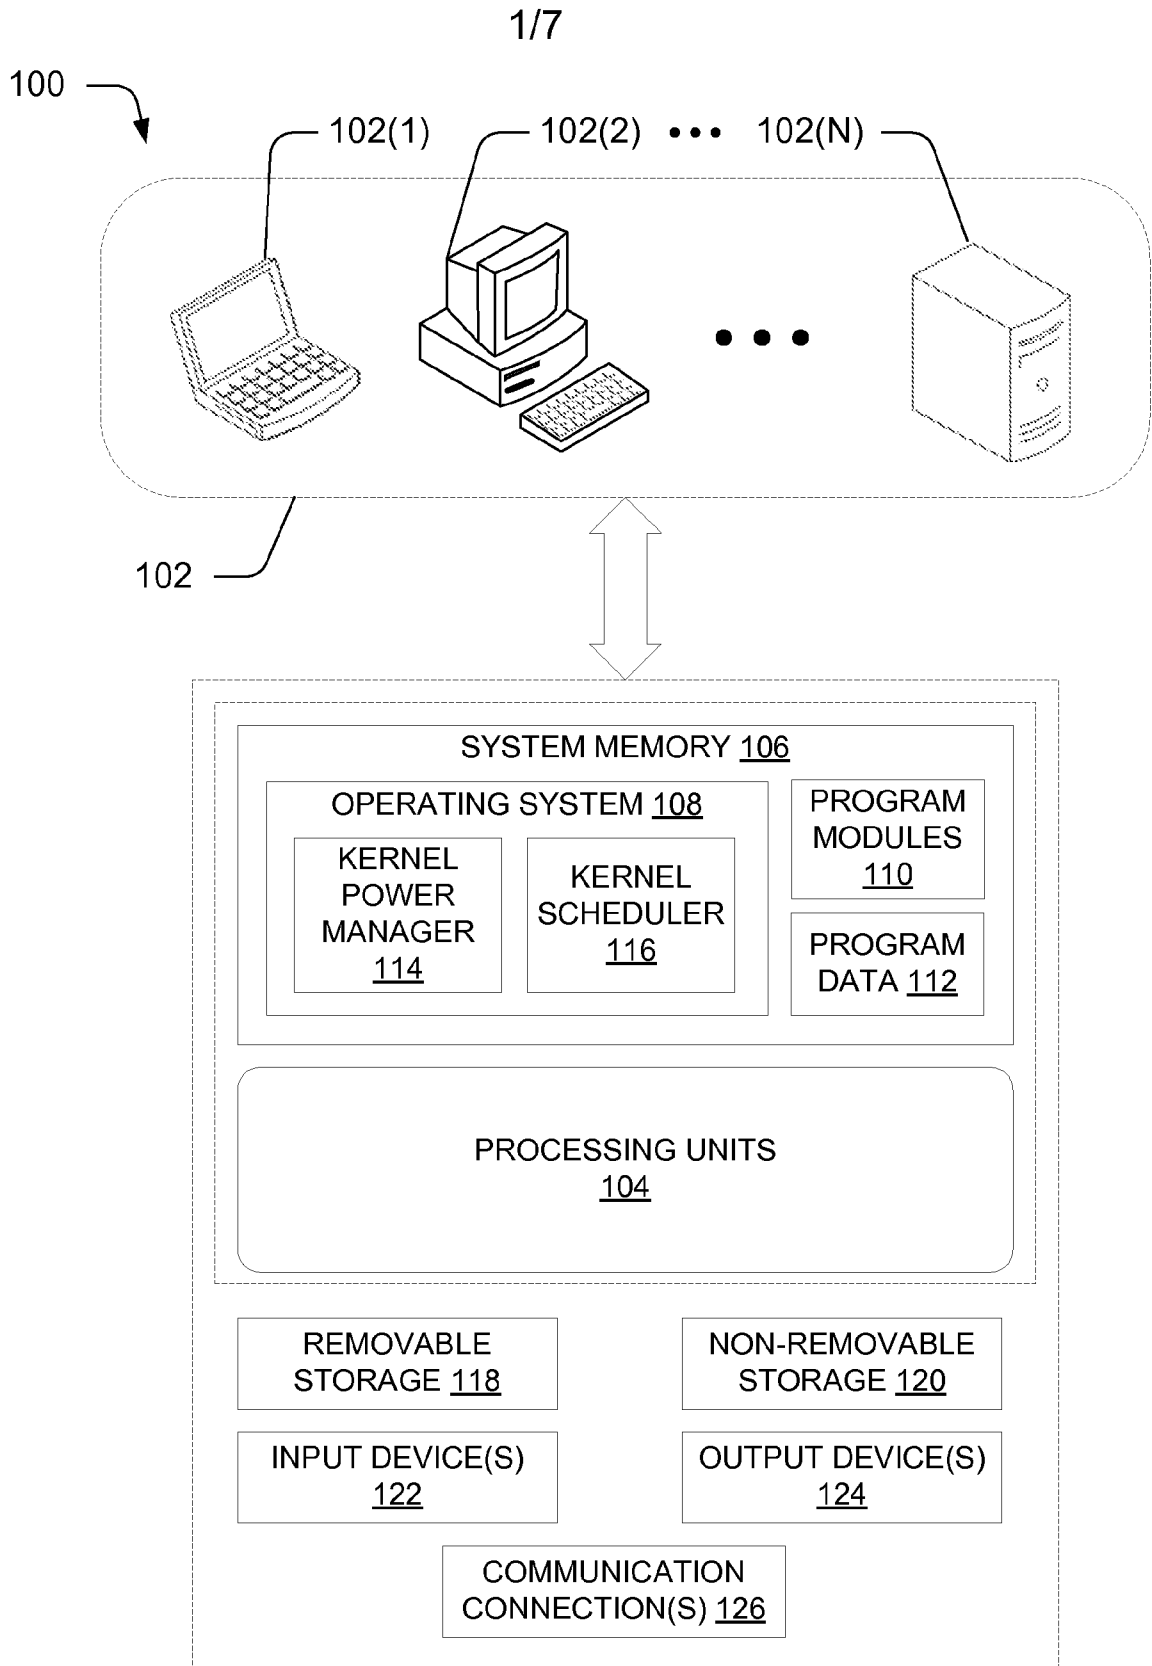 1/7
100
102(1) 102(2) ••• 102(N)
•••
102
SYSTEM MEMORY 106
OPERATING SYSTEM 108
KERNEL
POWER
MANAGER
114
KERNEL
SCHEDULER
116
PROGRAM
MODULES
110
PROGRAM
DATA 112
PROCESSING UNITS
104
REMOVABLE
STORAGE 118
NON-REMOVABLE
STORAGE 120
INPUT DEVICE(S)
122
OUTPUT DEVICE(S)
124
COMMUNICATION
CONNECTION(S) 126